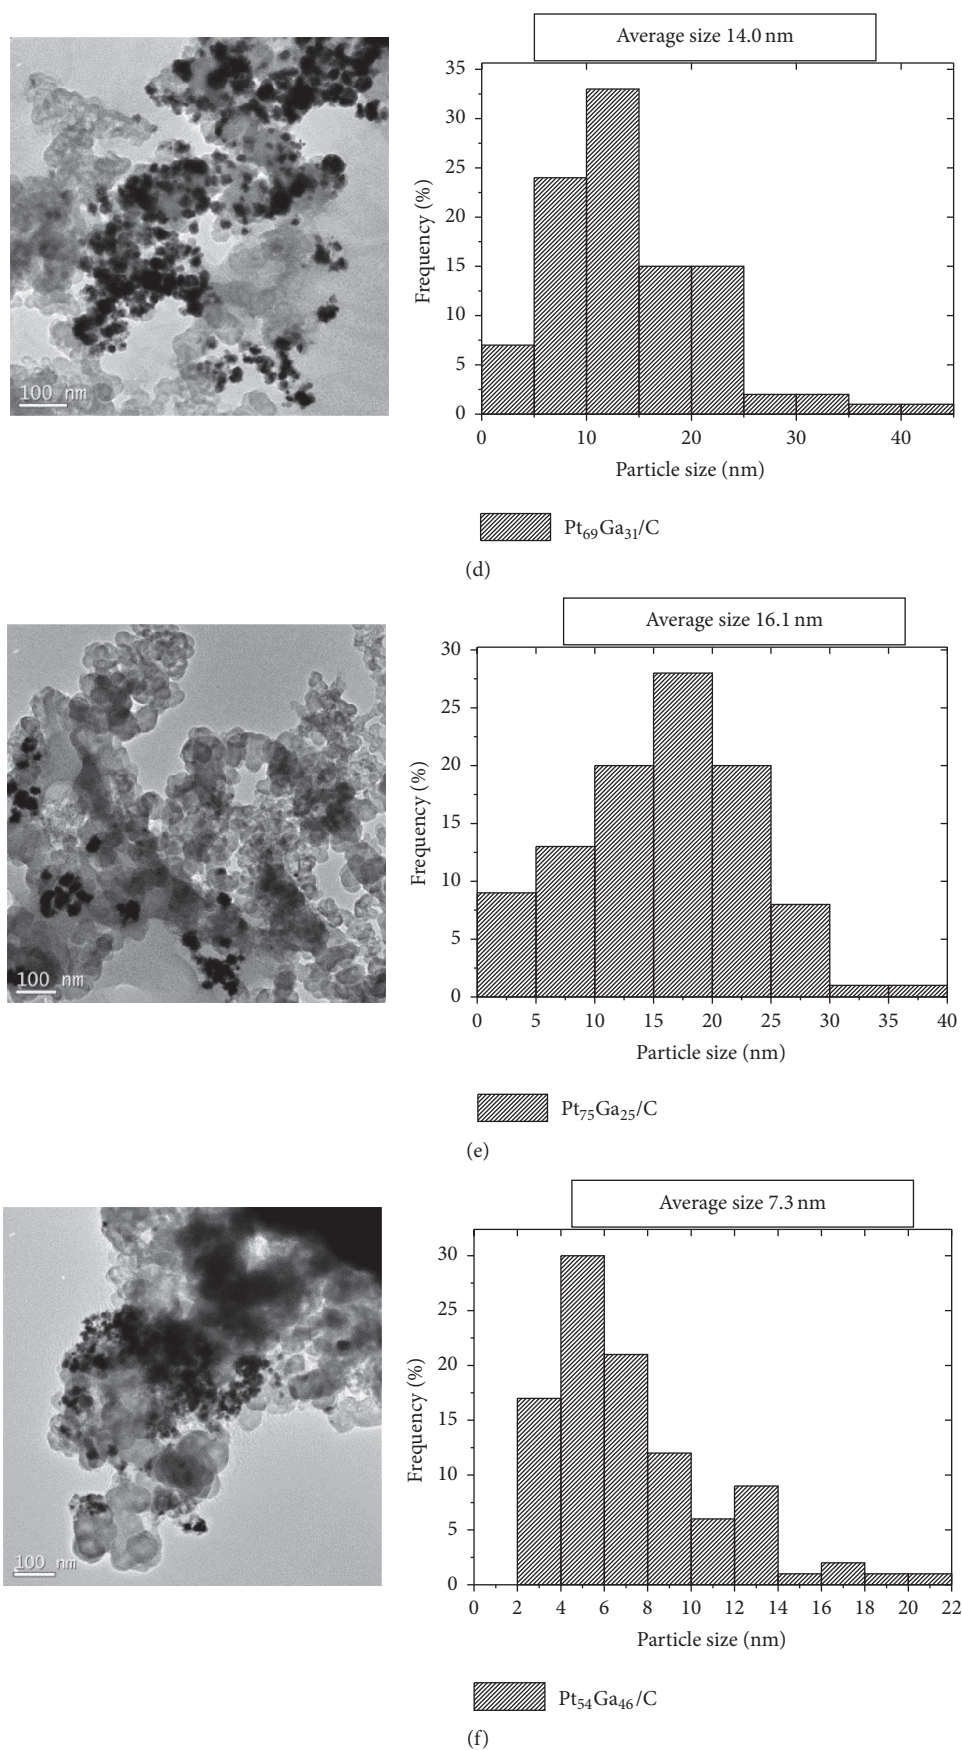 Average size 14.0 nm
35
30
25
20
15
10
5
0
Frequency (%)
0 10 20 30 40
Particle size (nm)
100 nm
Pt₆₉Ga₃₁/C
(d)
Average size 16.1 nm
30
25
20
15
10
5
0
Frequency (%)
0 5 10 15 20 25 30 35 40
Particle size (nm)
100 nm
Pt₇₅Ga₂₅/C
(e)
Average size 7.3 nm
30
25
20
15
10
5
0
Frequency (%)
0 2 4 6 8 10 12 14 16 18 20 22
Particle size (nm)
100 nm
Pt₅₄Ga₄₆/C
(f)